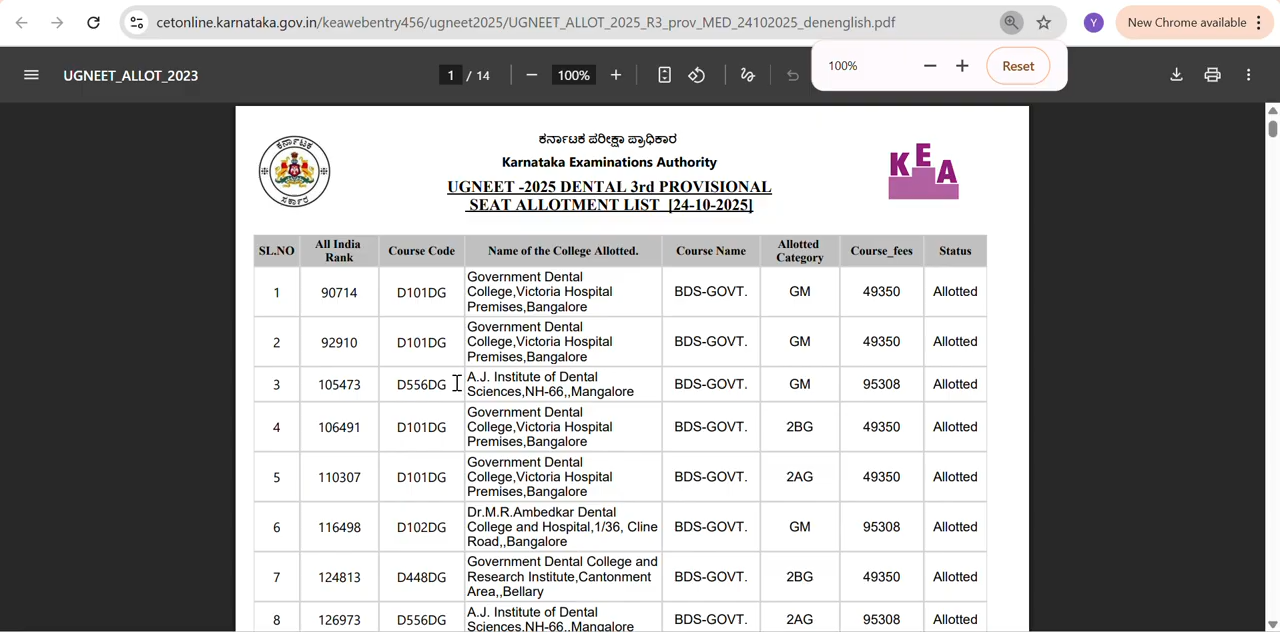 cetonline.karnataka.gov.in/keawebentry456/ugneet2025/UGNEET_ALLOT_2025_R3_prov_MED_24102025_denenglish.pdf
Y
New Chrome available
UGNEET_ALLOT_2023
1 / 14
100%
100%
Reset
ಕರ್ನಾಟಕ
ಸರ್ಕಾರ
ಕರ್ನಾಟಕ ಪರೀಕ್ಷಾ ಪ್ರಾಧಿಕಾರ
Karnataka Examinations Authority
UGNEET -2025 DENTAL 3rd PROVISIONAL
SEAT ALLOTMENT LIST [24-10-2025]
KEA
SL.NO All India Rank Course Code Name of the College Allotted. Course Name Allotted Category Course_fees Status
1 90714 D101DG Government Dental College,Victoria Hospital Premises,Bangalore BDS-GOVT. GM 49350 Allotted
2 92910 D101DG Government Dental College,Victoria Hospital Premises,Bangalore BDS-GOVT. GM 49350 Allotted
3 105473 D556DG A.J. Institute of Dental Sciences,NH-66,,Mangalore BDS-GOVT. GM 95308 Allotted
4 106491 D101DG Government Dental College,Victoria Hospital Premises,Bangalore BDS-GOVT. 2BG 49350 Allotted
5 110307 D101DG Government Dental College,Victoria Hospital Premises,Bangalore BDS-GOVT. 2AG 49350 Allotted
6 116498 D102DG Dr.M.R.Ambedkar Dental College and Hospital,1/36, Cline Road,,Bangalore BDS-GOVT. GM 95308 Allotted
7 124813 D448DG Government Dental College and Research Institute,Cantonment Area,,Bellary BDS-GOVT. 2BG 49350 Allotted
8 126973 D556DG A.J. Institute of Dental Sciences,NH-66,,Mangalore BDS-GOVT. 2AG 95308 Allotted